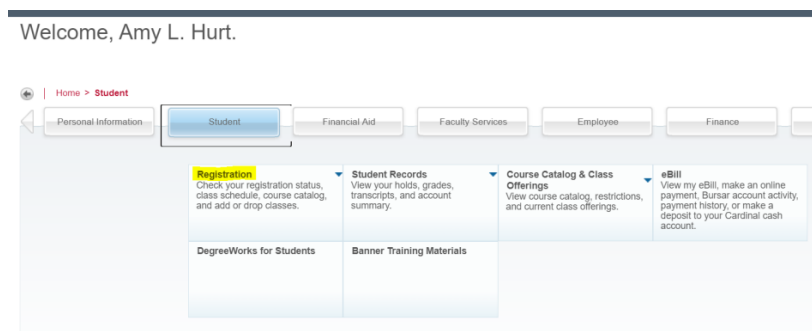 Welcome, Amy L. Hurt.
Home > Student
Personal Information
Student
Financial Aid
Faculty Services
Employee
Finance
Registration
Check your registration status,
class schedule, course catalog,
and add or drop classes.
Student Records
View your holds, grades,
transcripts, and account
summary.
Course Catalog & Class
Offerings
View course catalog, restrictions,
and current class offerings.
eBill
View my eBill, make an online
payment, Bursar account activity,
payment history, or make a
deposit to your Cardinal cash
account.
DegreeWorks for Students
Banner Training Materials